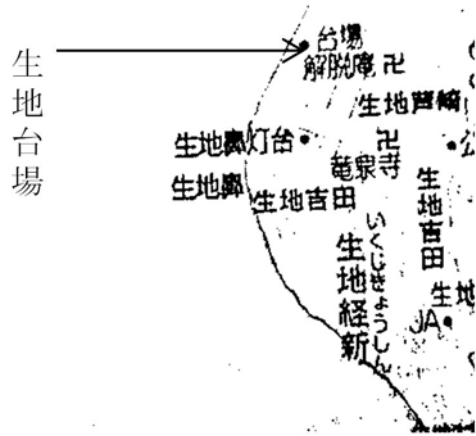 生地台場
台場
解脱庵
生地芦崎
生地鼻灯台
竜泉寺
生地鼻
生地吉田
生地吉田
いくじきょうしん
生地経新
生地
JA